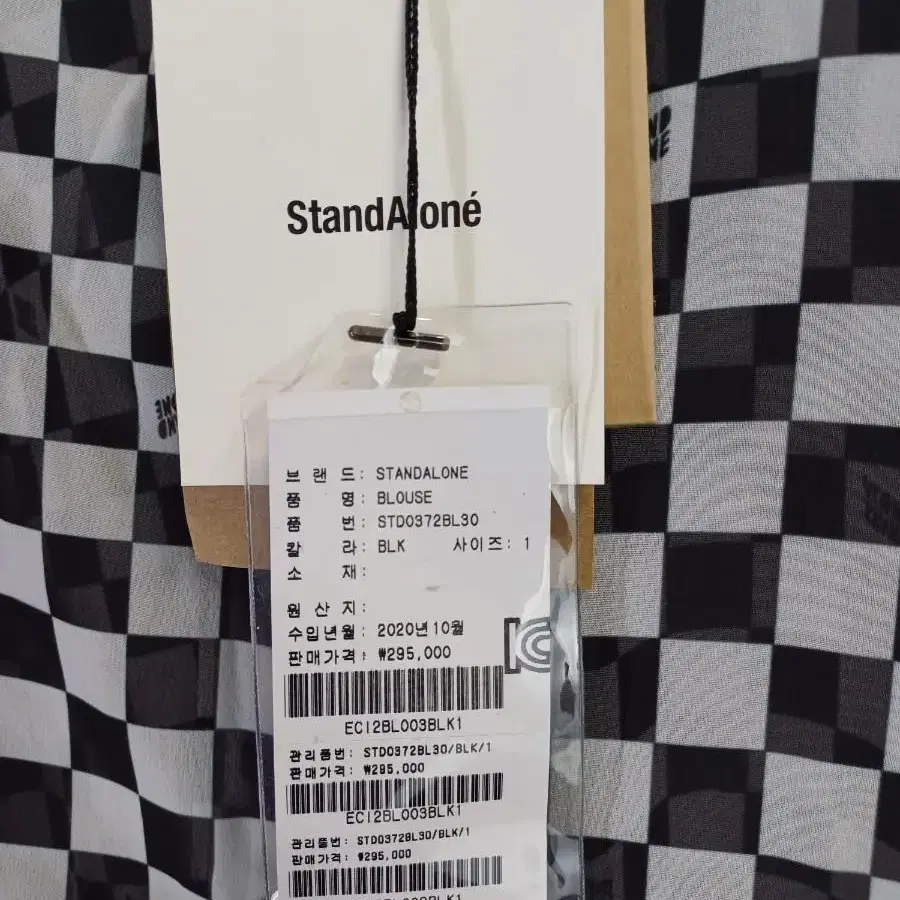 StandAloné
브 랜 드: STANDALONE
품 명: BLOUSE
품 번: STD0372BL30
칼 라: BLK 사이즈: 1
소 재:
원 산 지:
수입년월: 2020년10월
판매가격: ₩295,000
ECI2BL003BLK1
관리품번: STD0372BL30/BLK/1
판매가격: ₩295,000
ECI2BL003BLK1
관리품번: STD0372BL30/BLK/1
판매가격: ₩295,000